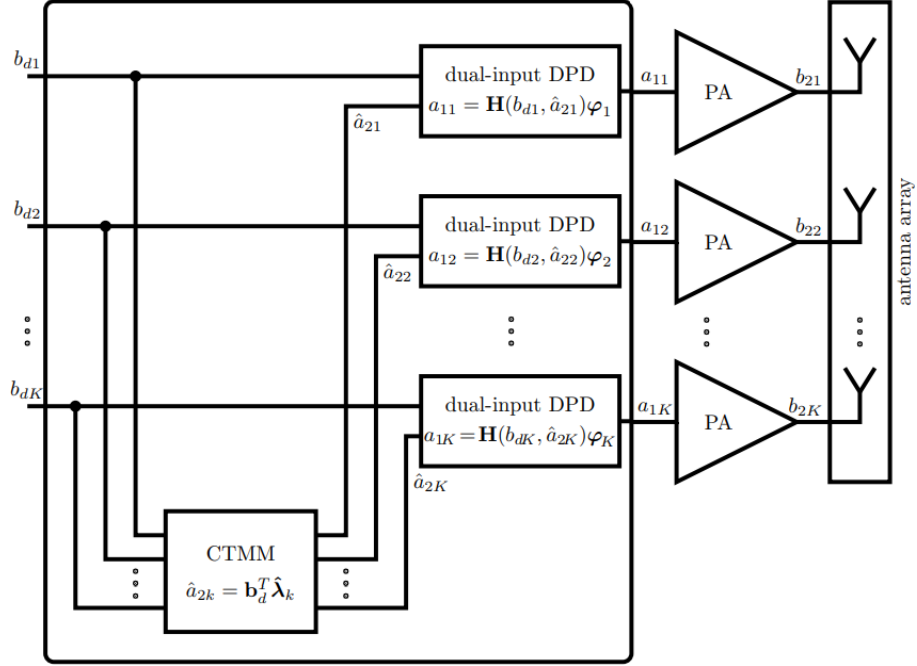 b_{d1}
dual-input DPD
a_{11} = H(b_{d1}, â_{21})φ_1
â_{21}
a_{11}
PA
b_{21}
b_{d2}
dual-input DPD
a_{12} = H(b_{d2}, â_{22})φ_2
â_{22}
a_{12}
PA
b_{22}
antenna array
b_{dK}
dual-input DPD
a_{1K} = H(b_{dK}, â_{2K})φ_K
â_{2K}
a_{1K}
PA
b_{2K}
CTMM
â_{2k} = b_d^T λ̂_k